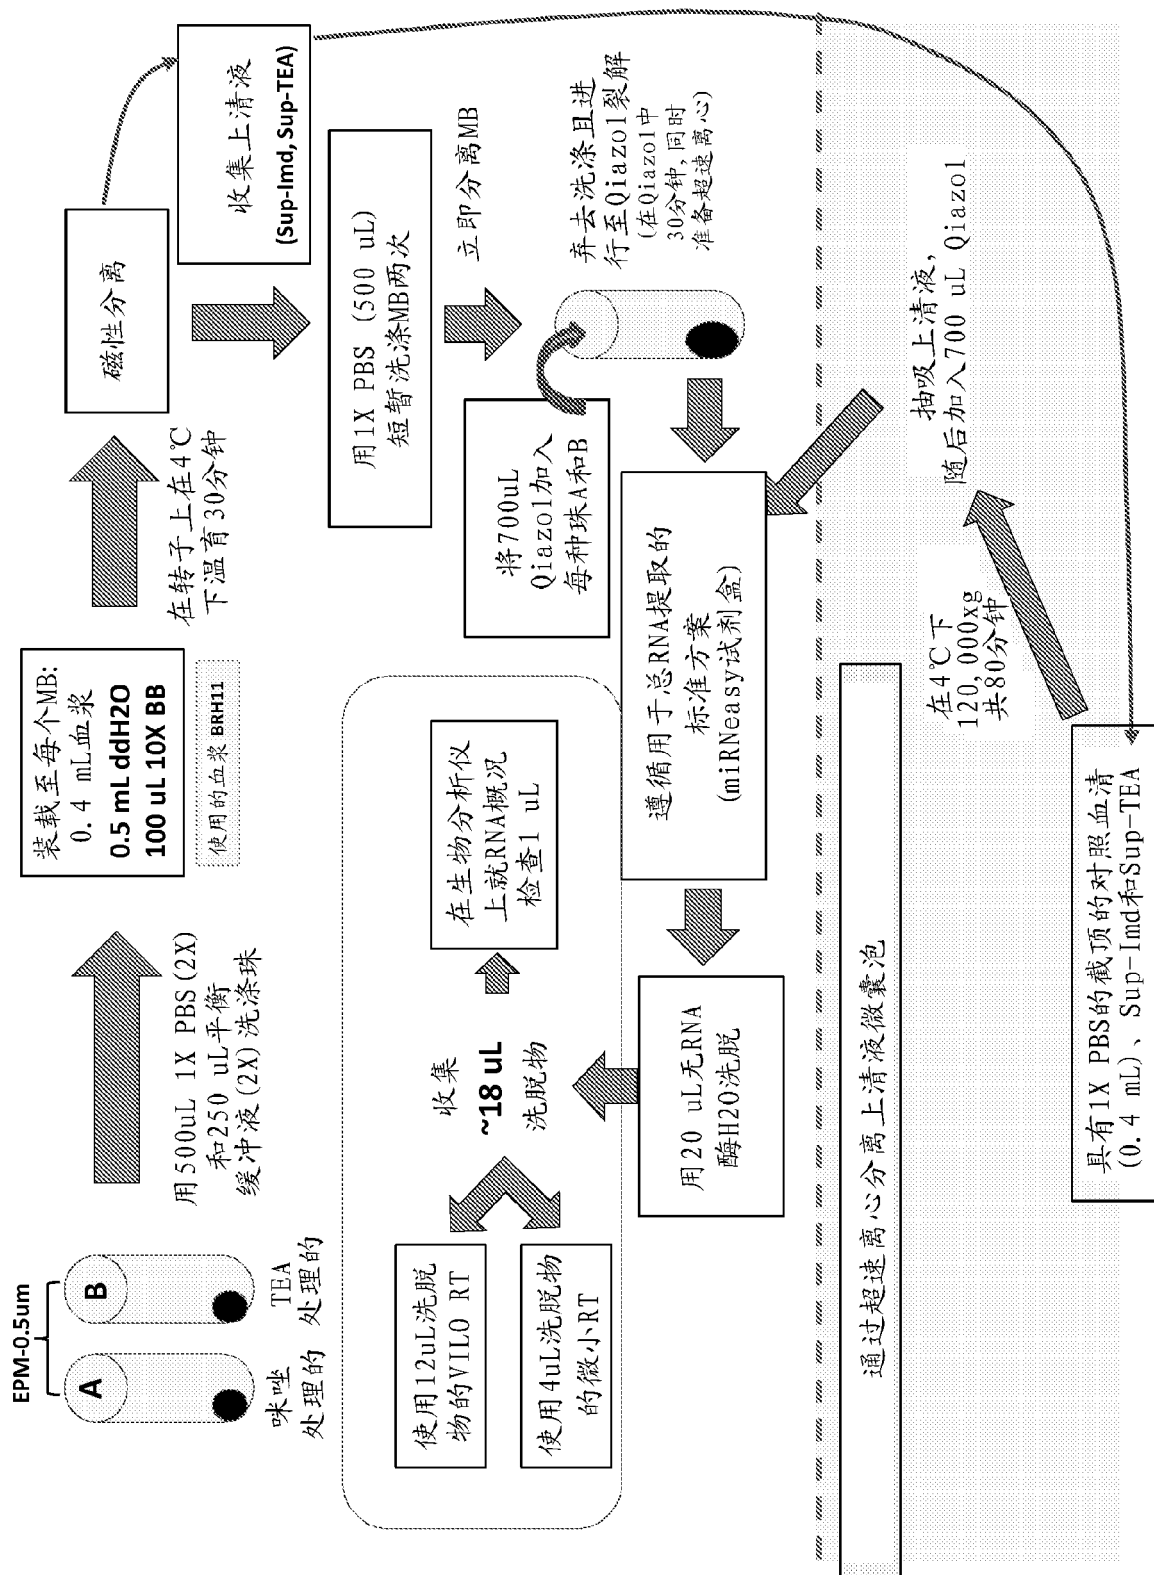 EPM-0.5um
A
B
咪唑
处理的
TEA
处理的
用500uL 1X PBS(2X)
和250 uL平衡
缓冲液(2X)洗涤珠
装载至每个MB:
0.4 mL血浆
0.5 mL ddH2O
100 uL 10X BB
使用的血浆 BRH11
在转子上在4℃
下温育30分钟
磁性分离
收集上清液
(Sup-Imd, Sup-TEA)
用1X PBS (500 uL)
短暂洗涤MB两次
立即分离MB
弃去洗涤且进
行至Qiazol裂解
(在Qiazol中
30分钟,同时
准备超速离心)
将700uL
Qiazol加入
每种珠A和B
遵循用于总RNA提取的
标准方案
(miRNeasy试剂盒)
用20 uL无RNA
酶H2O洗脱
收集
~18 uL
洗脱物
在生物分析仪
上就RNA概况
检查1 uL
使用12uL洗脱
物的VILO RT
使用4uL洗脱物
的微小RT
通过超速离心分离上清液微囊泡
具有1X PBS的截顶的对照血清
(0.4 mL)、Sup-Imd和Sup-TEA
在4℃下
120,000xg
共80分钟
抽吸上清液,
随后加入700 uL Qiazol